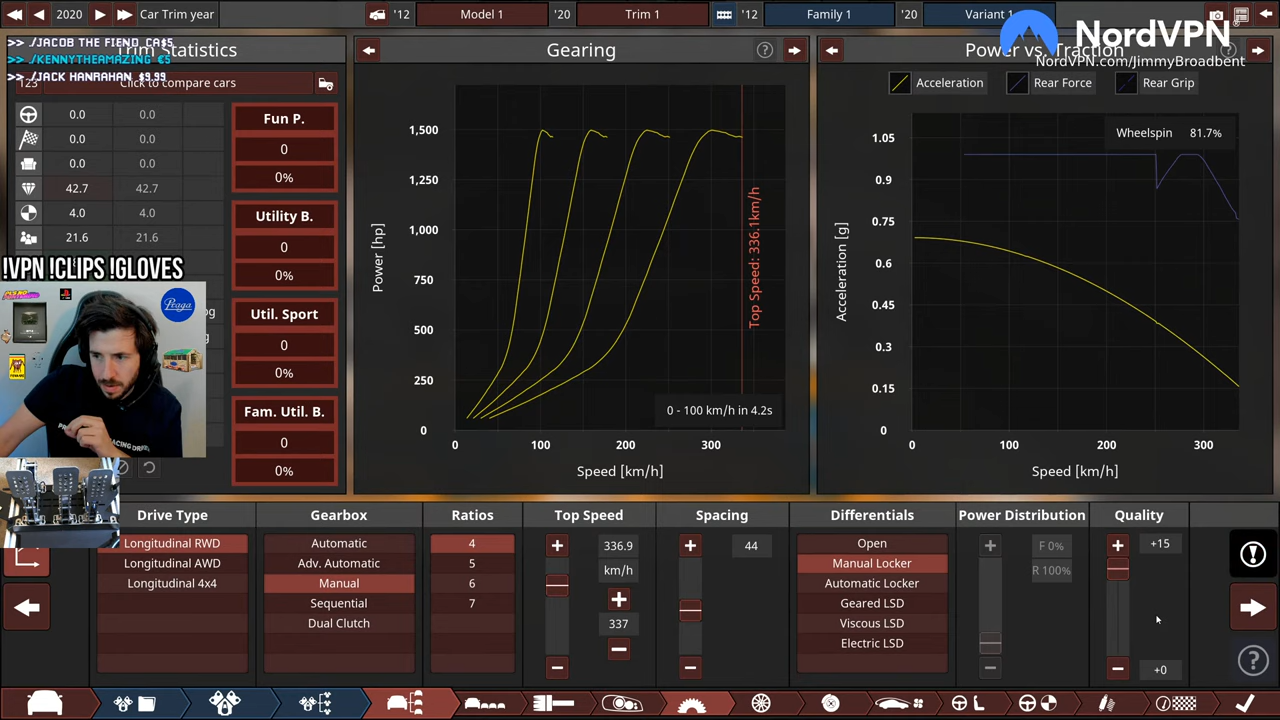 2020
Car Trim year
'12
Model 1
'20
Trim 1
'12
Family 1
'20
Variant 1
NordVPN
NordVPN.com/JimmyBroadbent
>> ./JACOB THE FIEND CA$5
>> ./KENNYTHEAMAZING €5
>> ./JACK HANRAHAN $9.99
Trim Statistics
123
Click to compare cars
0.0 0.0
0.0 0.0
0.0 0.0
42.7 42.7
4.0 4.0
21.6 21.6
Fun P.
0
0%
Utility B.
0
0%
Util. Sport
0
0%
Fam. Util. B.
0
0%
!VPN !CLIPS !GLOVES
Praga
Gearing
?
Power [hp]
1,500
1,250
1,000
750
500
250
0
100 200 300
Speed [km/h]
Top Speed: 336.1km/h
0 - 100 km/h in 4.2s
Power vs. Traction
Acceleration
Rear Force
Rear Grip
Wheelspin 81.7%
Acceleration [g]
1.05
0.9
0.75
0.6
0.45
0.3
0.15
0
0 100 200 300
Speed [km/h]
Drive Type
Longitudinal RWD
Longitudinal AWD
Longitudinal 4x4
Gearbox
Automatic
Adv. Automatic
Manual
Sequential
Dual Clutch
Ratios
4
5
6
7
Top Speed
336.9
km/h
337
Spacing
44
Differentials
Open
Manual Locker
Automatic Locker
Geared LSD
Viscous LSD
Electric LSD
Power Distribution
F 0%
R 100%
Quality
+15
+0
?